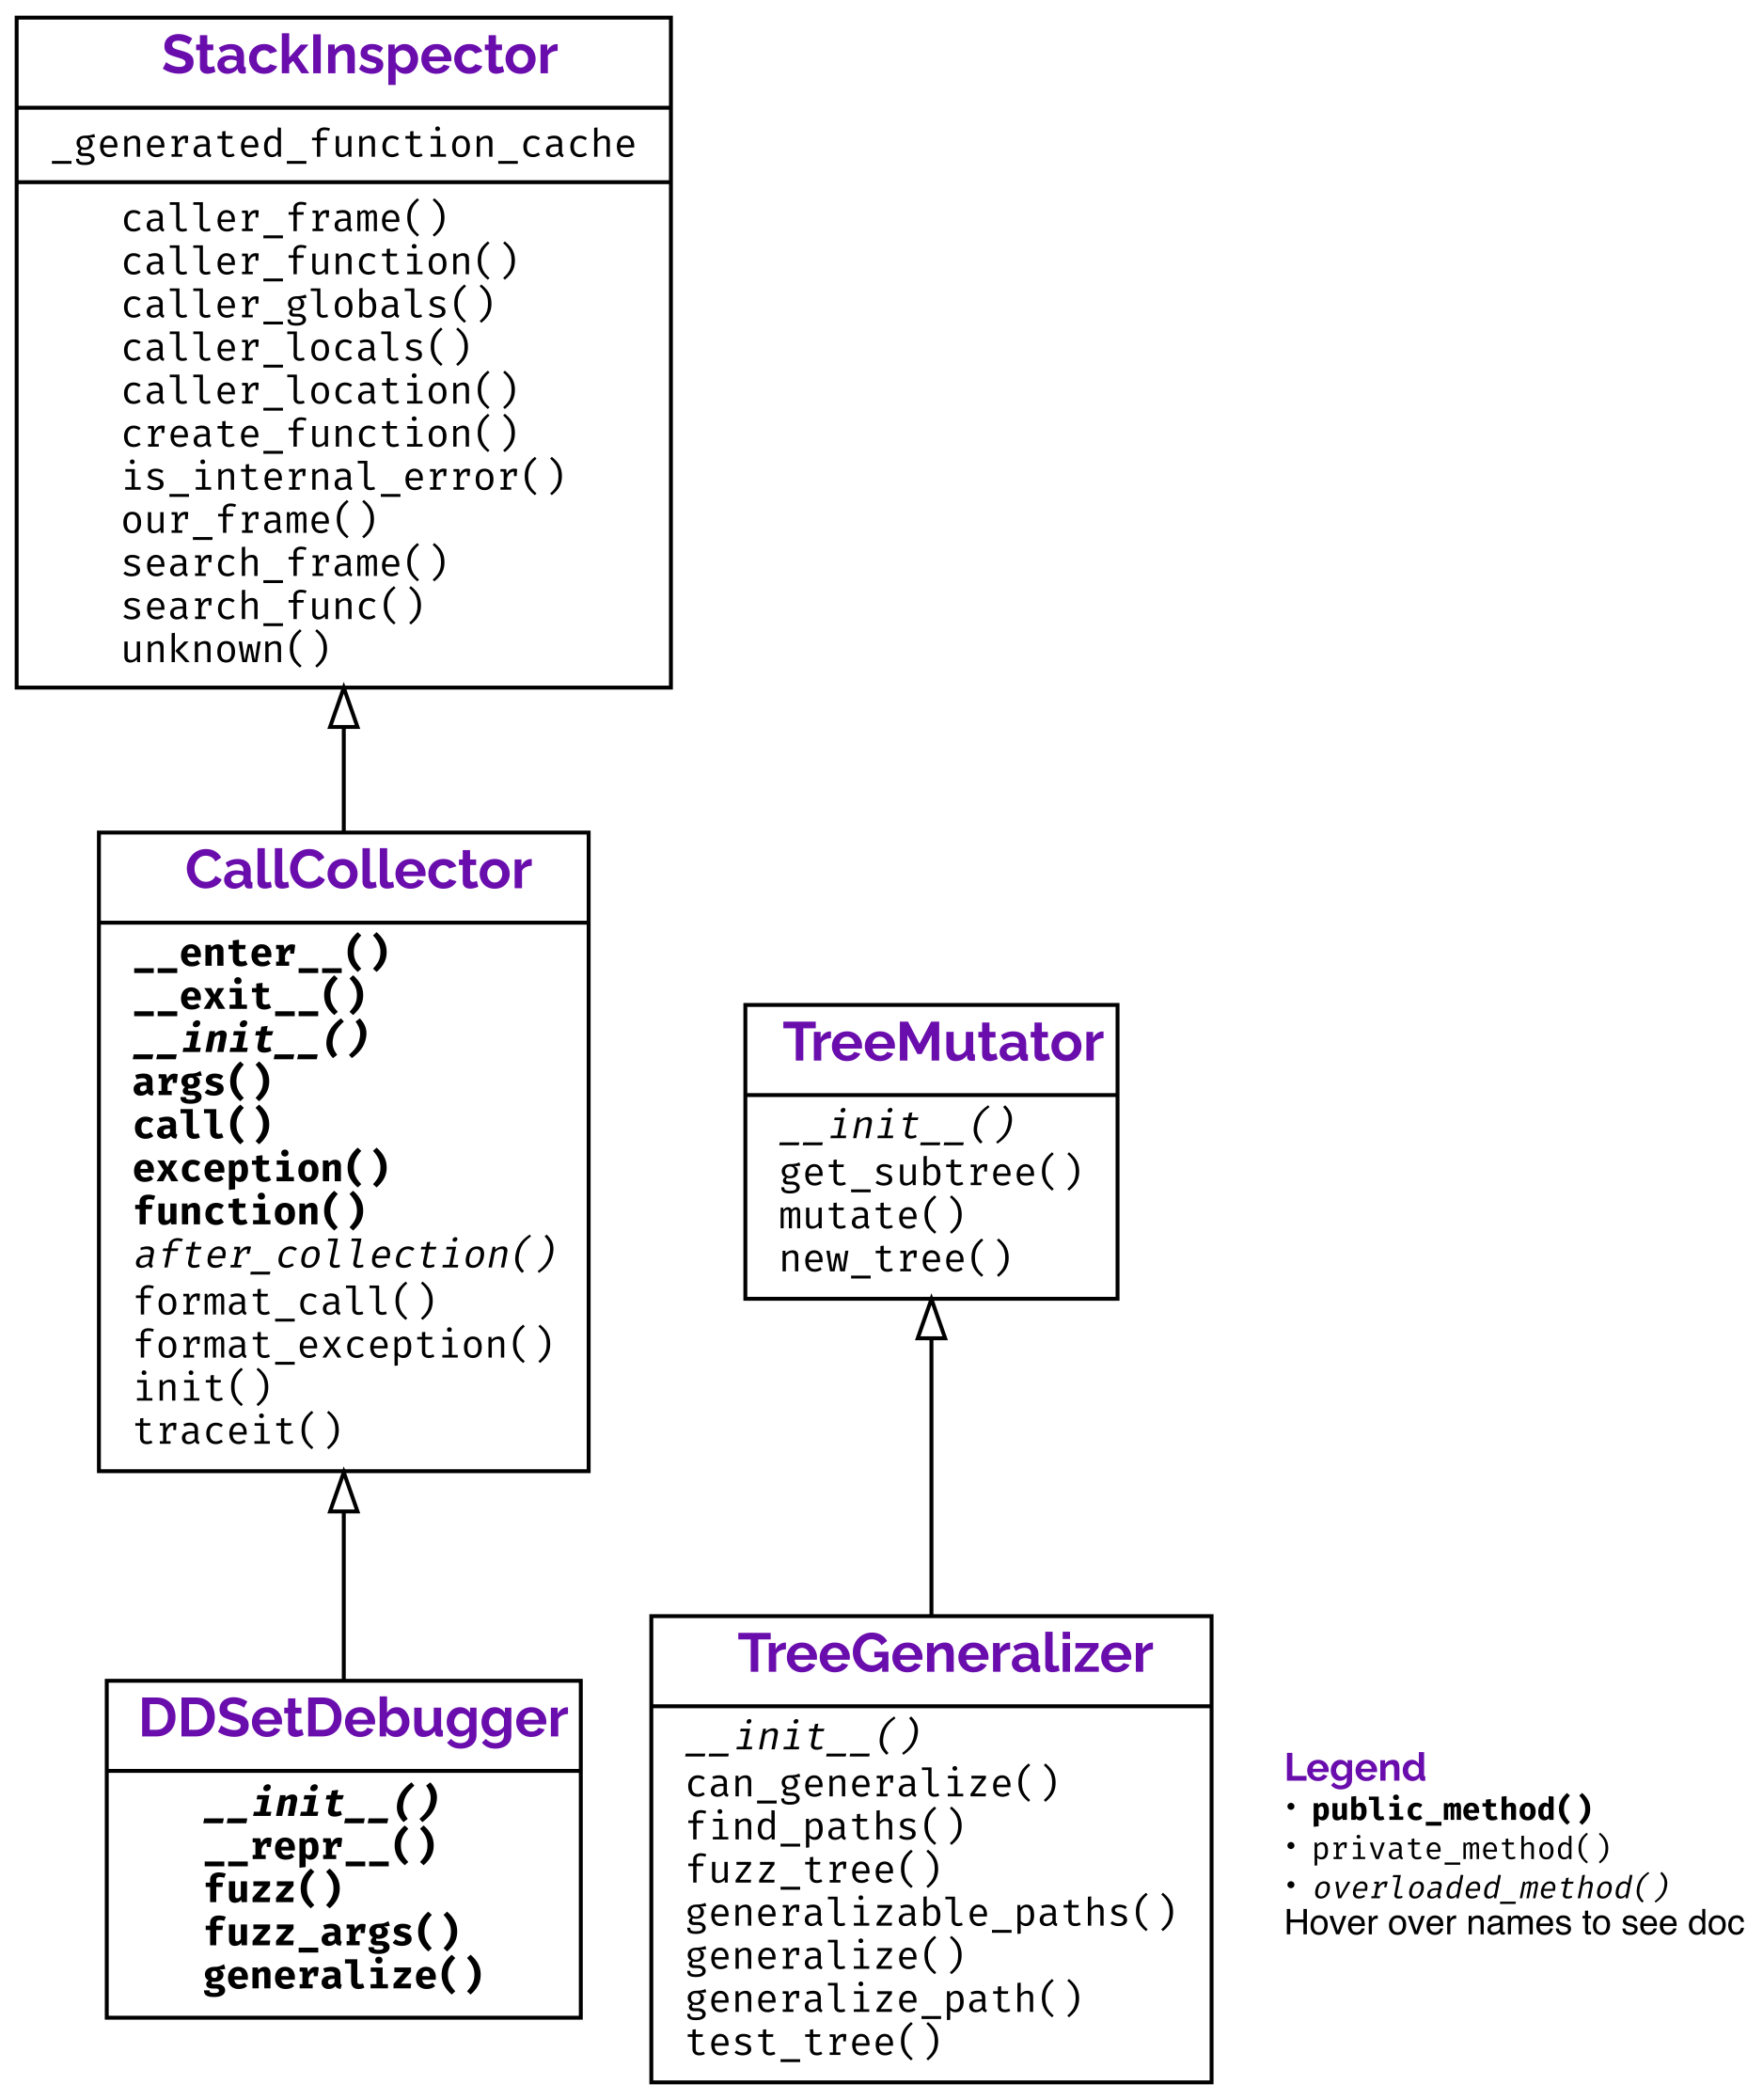 StackInspector
_generated_function_cache
caller_frame()
caller_function()
caller_globals()
caller_locals()
caller_location()
create_function()
is_internal_error()
our_frame()
search_frame()
search_func()
unknown()
CallCollector
__enter__()
__exit__()
__init__()
args()
call()
exception()
function()
after_collection()
format_call()
format_exception()
init()
traceit()
DDSetDebugger
__init__()
__repr__()
fuzz()
fuzz_args()
generalize()
TreeMutator
__init__()
get_subtree()
mutate()
new_tree()
TreeGeneralizer
__init__()
can_generalize()
find_paths()
fuzz_tree()
generalizable_paths()
generalize()
generalize_path()
test_tree()
Legend
• public_method()
• private_method()
• overloaded_method()
Hover over names to see doc